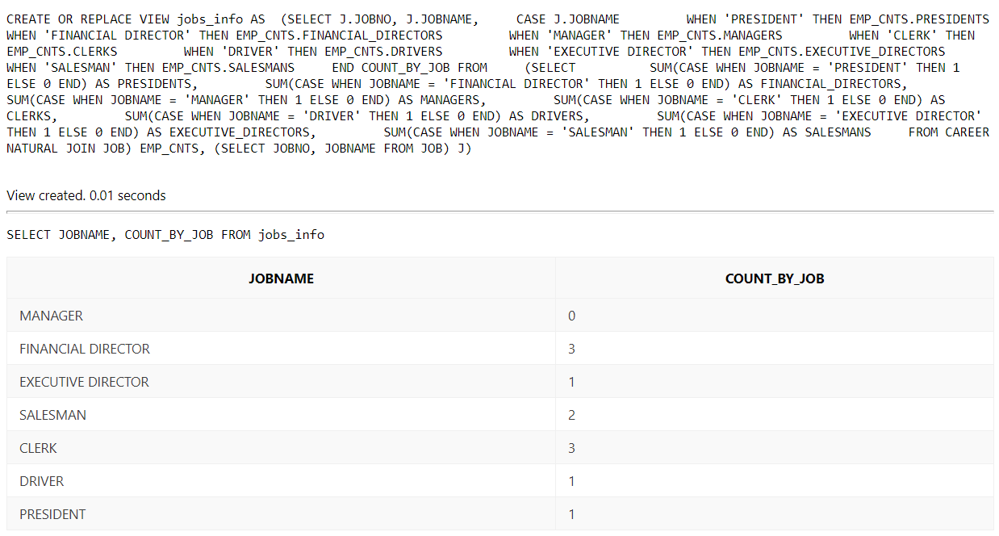 CREATE OR REPLACE VIEW jobs_info AS  (SELECT J.JOBNO, J.JOBNAME,     CASE J.JOBNAME         WHEN 'PRESIDENT' THEN EMP_CNTS.PRESIDENTS
WHEN 'FINANCIAL DIRECTOR' THEN EMP_CNTS.FINANCIAL_DIRECTORS         WHEN 'MANAGER' THEN EMP_CNTS.MANAGERS         WHEN 'CLERK' THEN
EMP_CNTS.CLERKS         WHEN 'DRIVER' THEN EMP_CNTS.DRIVERS         WHEN 'EXECUTIVE DIRECTOR' THEN EMP_CNTS.EXECUTIVE_DIRECTORS
WHEN 'SALESMAN' THEN EMP_CNTS.SALESMANS     END COUNT_BY_JOB FROM     (SELECT          SUM(CASE WHEN JOBNAME = 'PRESIDENT' THEN 1
ELSE 0 END) AS PRESIDENTS,         SUM(CASE WHEN JOBNAME = 'FINANCIAL DIRECTOR' THEN 1 ELSE 0 END) AS FINANCIAL_DIRECTORS,
SUM(CASE WHEN JOBNAME = 'MANAGER' THEN 1 ELSE 0 END) AS MANAGERS,         SUM(CASE WHEN JOBNAME = 'CLERK' THEN 1 ELSE 0 END) AS
CLERKS,         SUM(CASE WHEN JOBNAME = 'DRIVER' THEN 1 ELSE 0 END) AS DRIVERS,         SUM(CASE WHEN JOBNAME = 'EXECUTIVE DIRECTOR'
THEN 1 ELSE 0 END) AS EXECUTIVE_DIRECTORS,         SUM(CASE WHEN JOBNAME = 'SALESMAN' THEN 1 ELSE 0 END) AS SALESMANS     FROM CAREER
NATURAL JOIN JOB) EMP_CNTS, (SELECT JOBNO, JOBNAME FROM JOB) J)
View created. 0.01 seconds
SELECT JOBNAME, COUNT_BY_JOB FROM jobs_info
JOBNAME COUNT_BY_JOB
MANAGER 0
FINANCIAL DIRECTOR 3
EXECUTIVE DIRECTOR 1
SALESMAN 2
CLERK 3
DRIVER 1
PRESIDENT 1